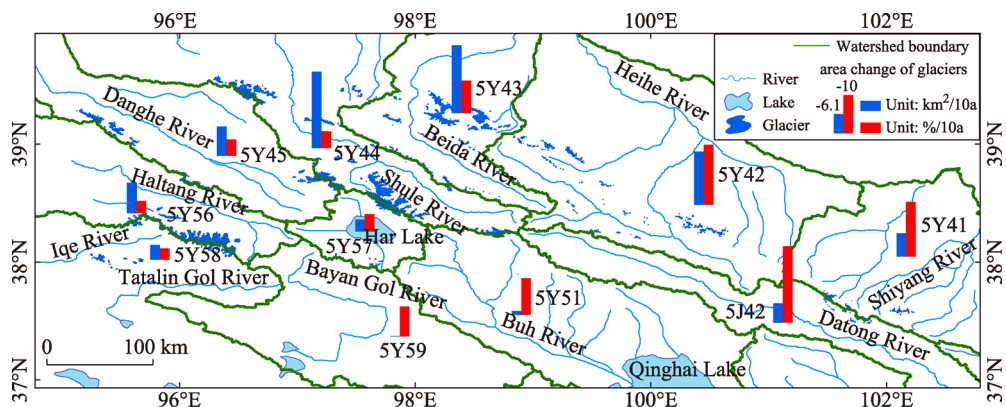 96°E 98°E 100°E 102°E
39°N
38°N
37°N
Watershed boundary
River
Lake
Glacier
area change of glaciers
-10
-6.1
Unit: km²/10a
Unit: %/10a
39°N
38°N
37°N
Heihe River
5Y43
Danghe River
5Y45
5Y44
Beida River
5Y42
Haltang River
5Y56
Shule River
5Y57
Har Lake
5Y41
Iqe River
5Y58
Tatalin Gol River
Bayan Gol River
Shiyang River
5Y51
5J42
Buh River
Datong River
5Y59
0 100 km
Qinghai Lake
96°E 98°E 100°E 102°E